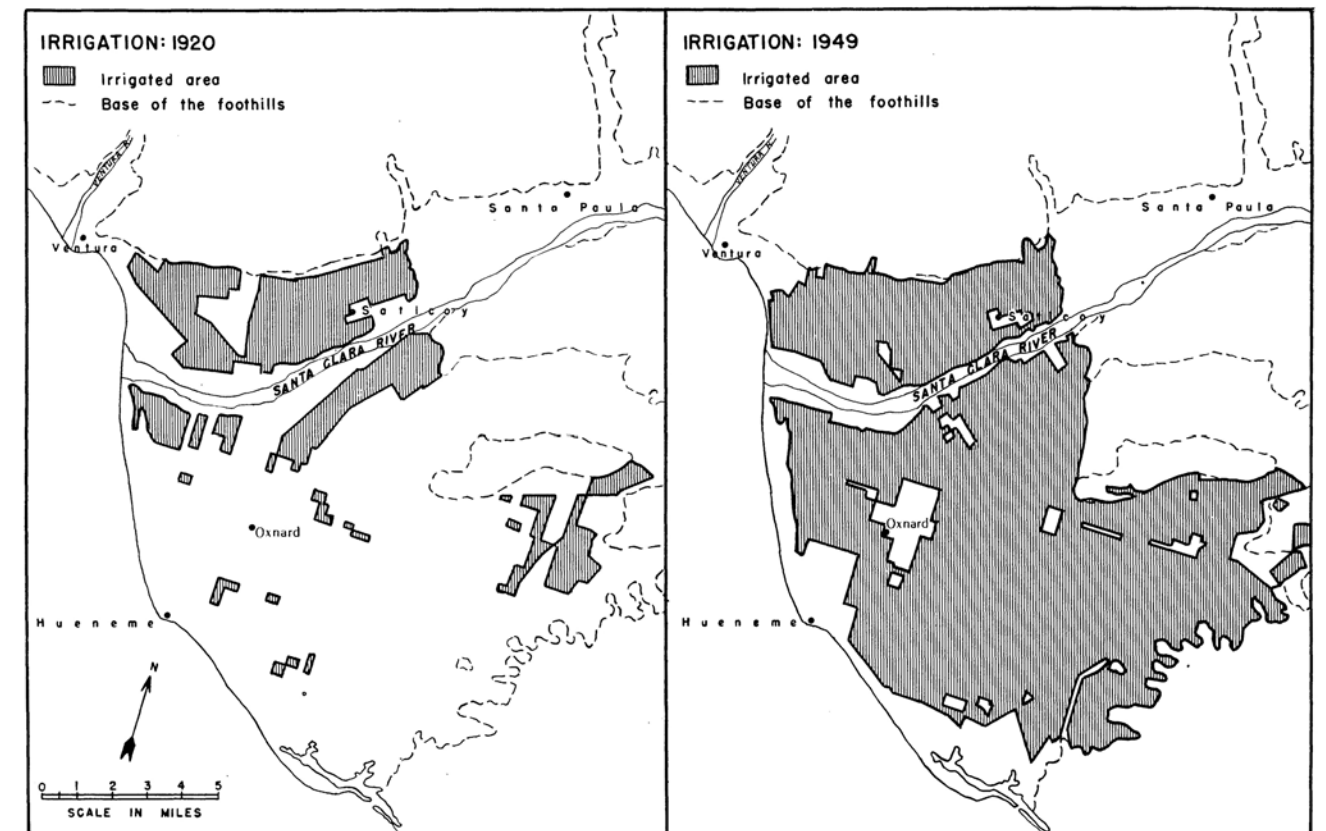 IRRIGATION: 1920
Irrigated area
Base of the foothills
VENTURA R.
Santa Paula
Ventura
Saticoy
SANTA CLARA RIVER
Oxnard
Hueneme
N
0 1 2 3 4 5
SCALE IN MILES
IRRIGATION: 1949
Irrigated area
Base of the foothills
VENTURA R.
Santa Paula
Ventura
Saticoy
SANTA CLARA RIVER
Oxnard
Hueneme